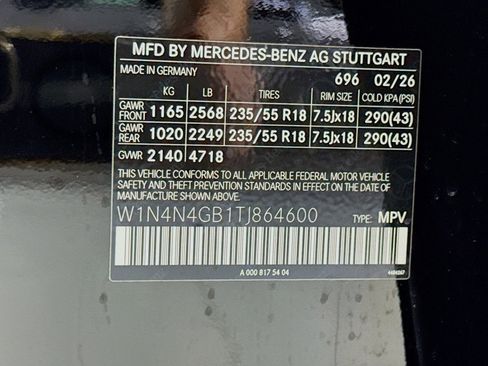 MFD BY MERCEDES-BENZ AG STUTTGART
MADE IN GERMANY 696 02/26
KG LB TIRES RIM SIZE COLD KPA (PSI)
GAWR FRONT 1165 2568 235/55 R18 7.5Jx18 290(43)
GAWR REAR 1020 2249 235/55 R18 7.5Jx18 290(43)
GVWR 2140 4718
THIS VEHICLE CONFORMS TO ALL APPLICABLE FEDERAL MOTOR VEHICLE
THEFT PREVENTION STANDARDS IN EFFECT ON THE DATE OF
MANUFACTURE SHOWN ABOVE.
W1N4N4GB1TJ864600 TYPE: MPV
A 000 817 54 04